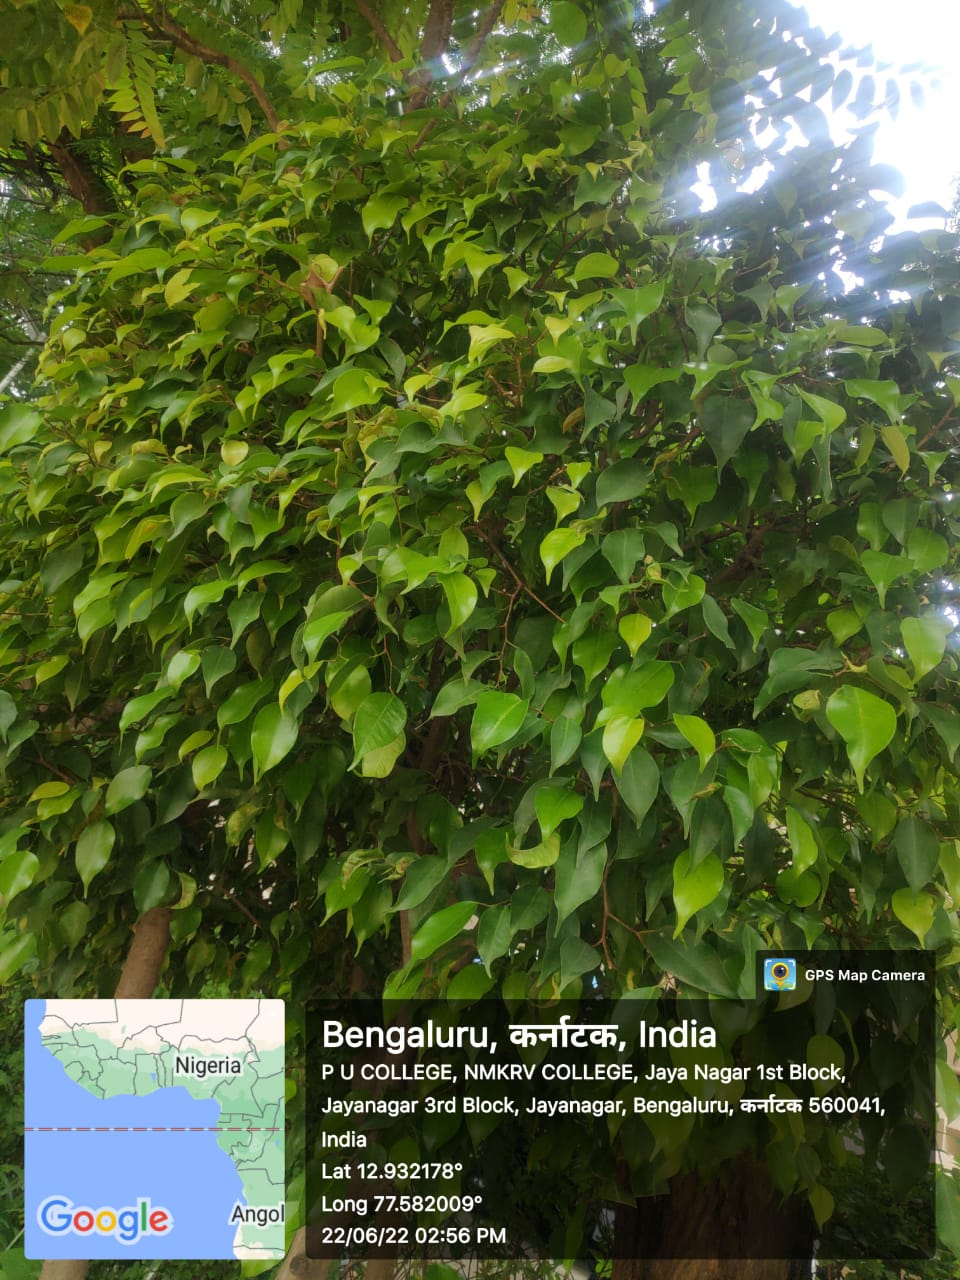 GPS Map Camera
Nigeria
Angol
Google
Bengaluru, कर्नाटक, India
P U COLLEGE, NMKRV COLLEGE, Jaya Nagar 1st Block,
Jayanagar 3rd Block, Jayanagar, Bengaluru, कर्नाटक 560041,
India
Lat 12.932178°
Long 77.582009°
22/06/22 02:56 PM